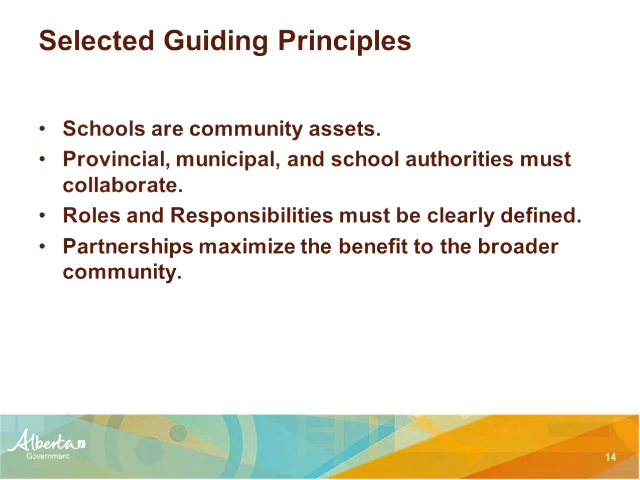 Selected Guiding Principles
• Schools are community assets.
• Provincial, municipal, and school authorities must
collaborate.
• Roles and Responsibilities must be clearly defined.
• Partnerships maximize the benefit to the broader
community.
Alberta
Government
14